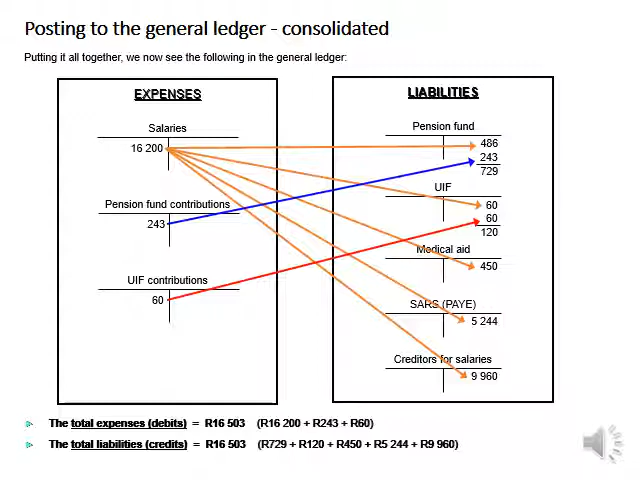 Posting to the general ledger - consolidated
Putting it all together, we now see the following in the general ledger:
EXPENSES
Salaries
16 200
Pension fund contributions
243
UIF contributions
60
LIABILITIES
Pension fund
486
243
729
UIF
60
60
120
Medical aid
450
SARS (PAYE)
5 244
Creditors for salaries
9 960
The total expenses (debits) = R16 503 (R16 200 + R243 + R60)
The total liabilities (credits) = R16 503 (R729 + R120 + R450 + R5 244 + R9 960)